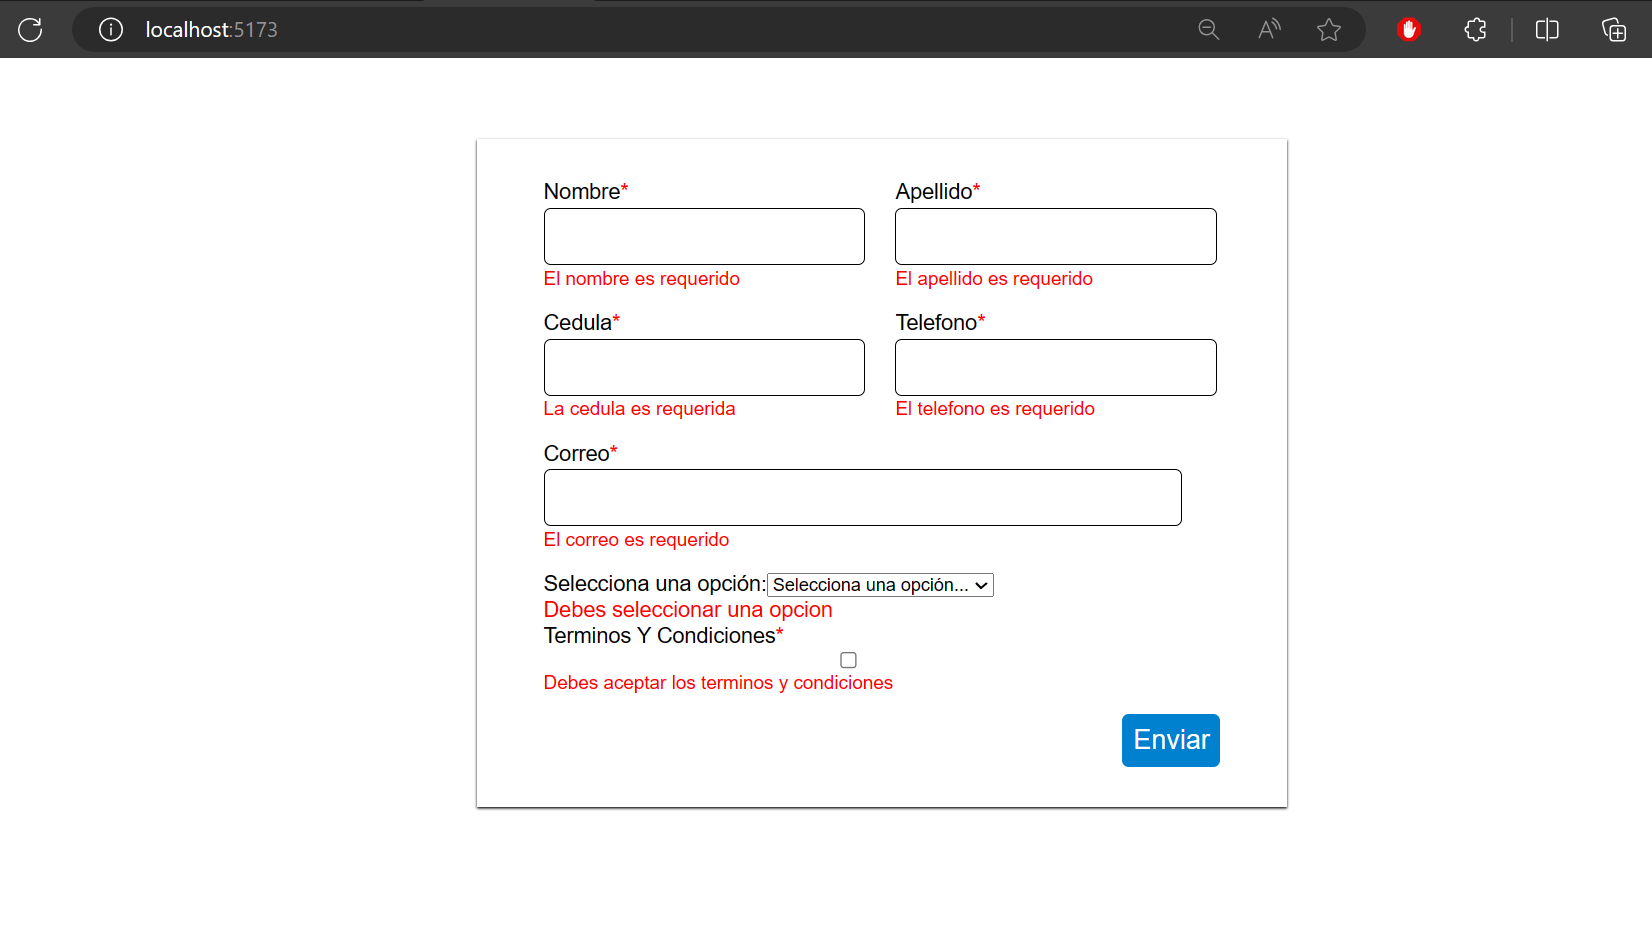 localhost:5173
Nombre* Apellido*
El nombre es requerido El apellido es requerido
Cedula* Telefono*
La cedula es requerida El telefono es requerido
Correo*
El correo es requerido
Selecciona una opción: Selecciona una opción...
Debes seleccionar una opcion
Terminos Y Condiciones*
Debes aceptar los terminos y condiciones
Enviar